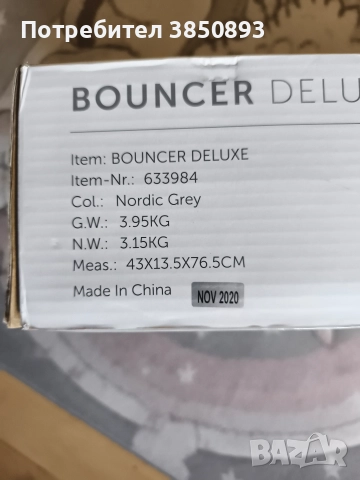 Потребител 3850893
BOUNCER DELU
Item: BOUNCER DELUXE
Item-Nr.: 633984
Col.: Nordic Grey
G.W.: 3.95KG
N.W.: 3.15KG
Meas.: 43X13.5X76.5CM
Made In China NOV 2020
BAZAR